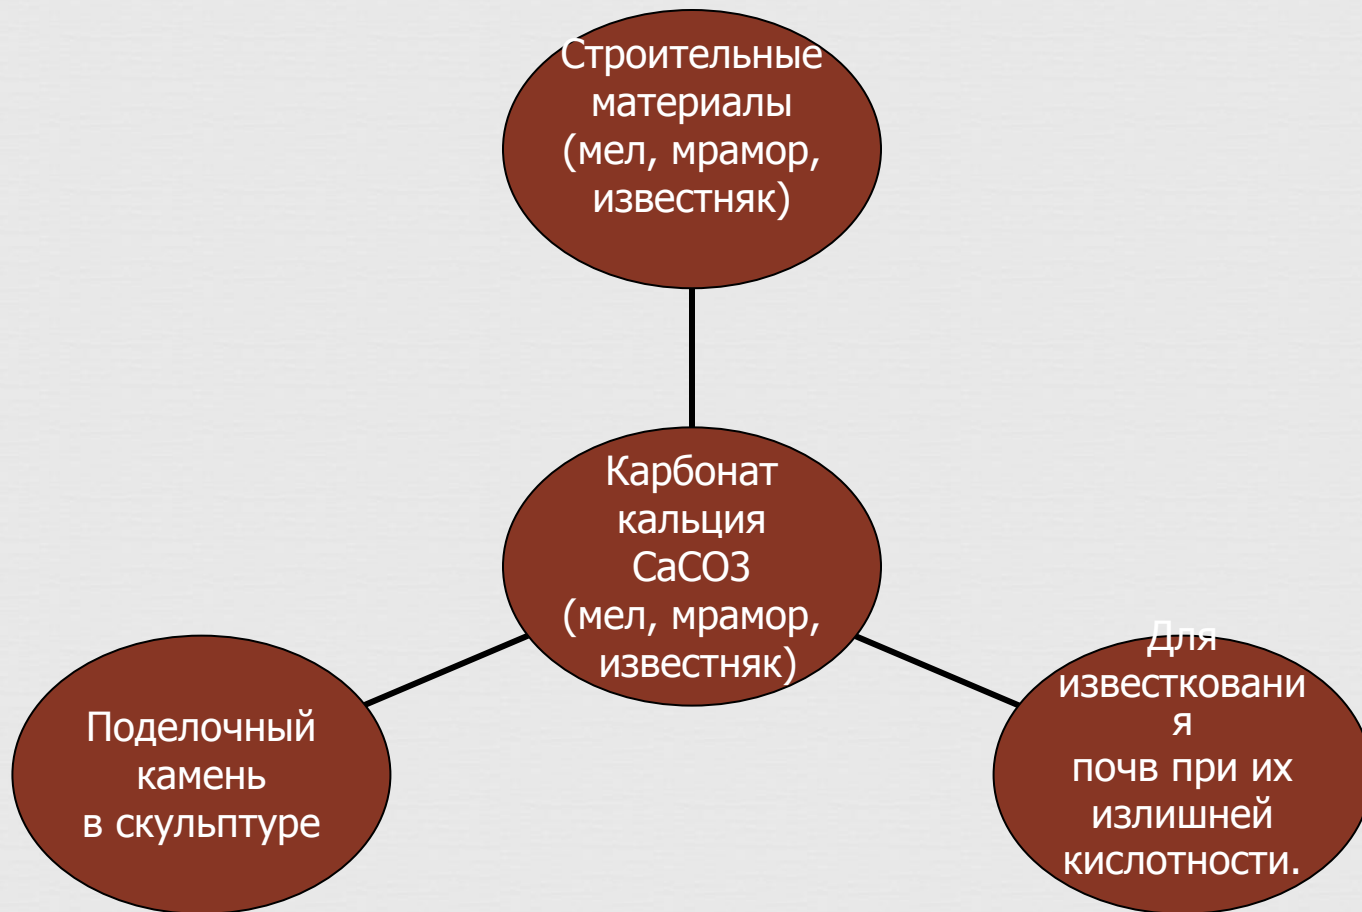 Строительные
материалы
(мел, мрамор,
известняк)
Карбонат
кальция
СаСО3
(мел, мрамор,
известняк)
Поделочный
камень
в скульптуре
Для
известковани
я
почв при их
излишней
кислотности.